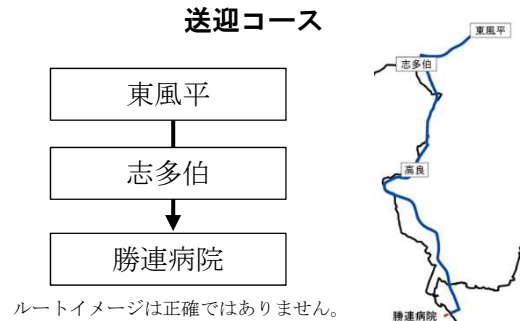 送迎コース
東風平
志多伯
勝連病院
ルートイメージは正確ではありません。
東風平
志多伯
高良
勝連病院